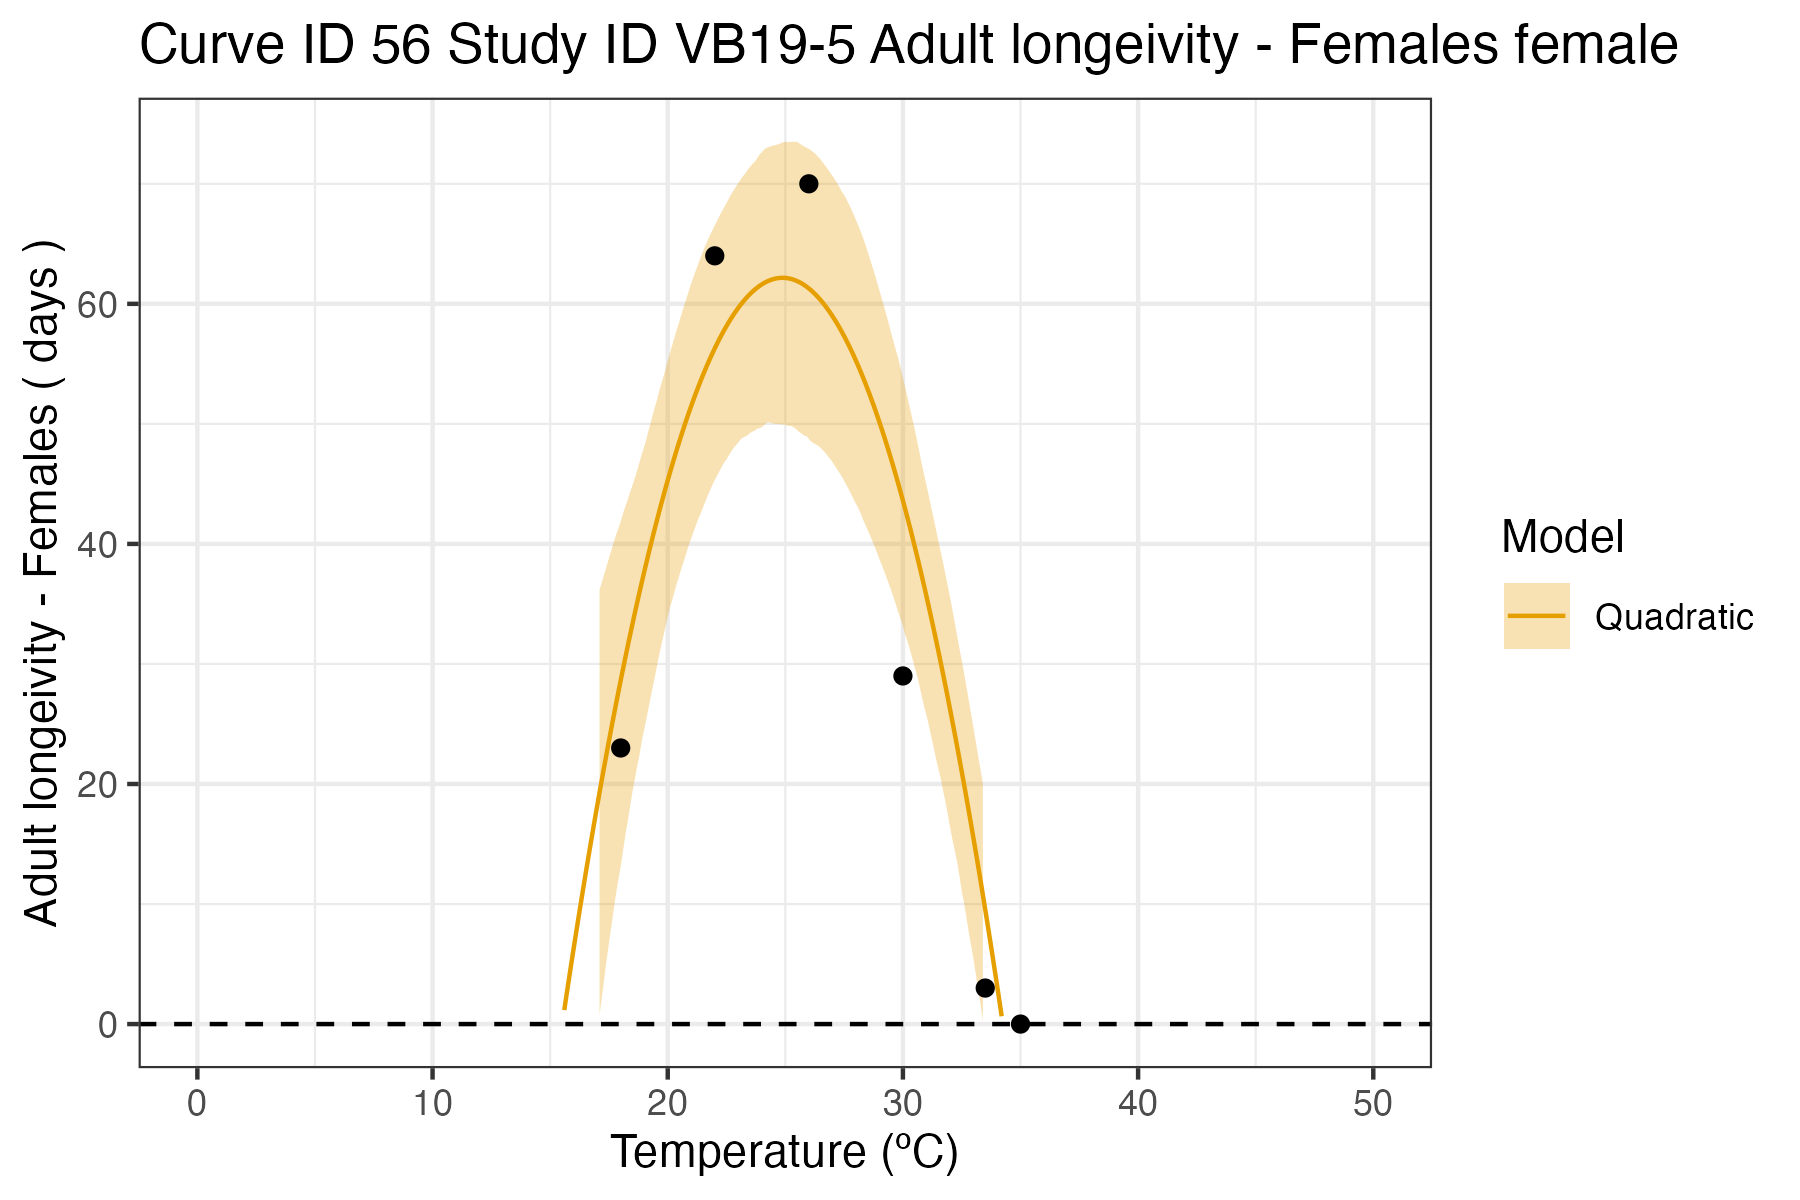 Curve ID 56 Study ID VB19-5 Adult longeivity - Females female
Adult longeivity - Females ( days )
60
40
20
0
0 10 20 30 40 50
Temperature (ºC)
Model
Quadratic